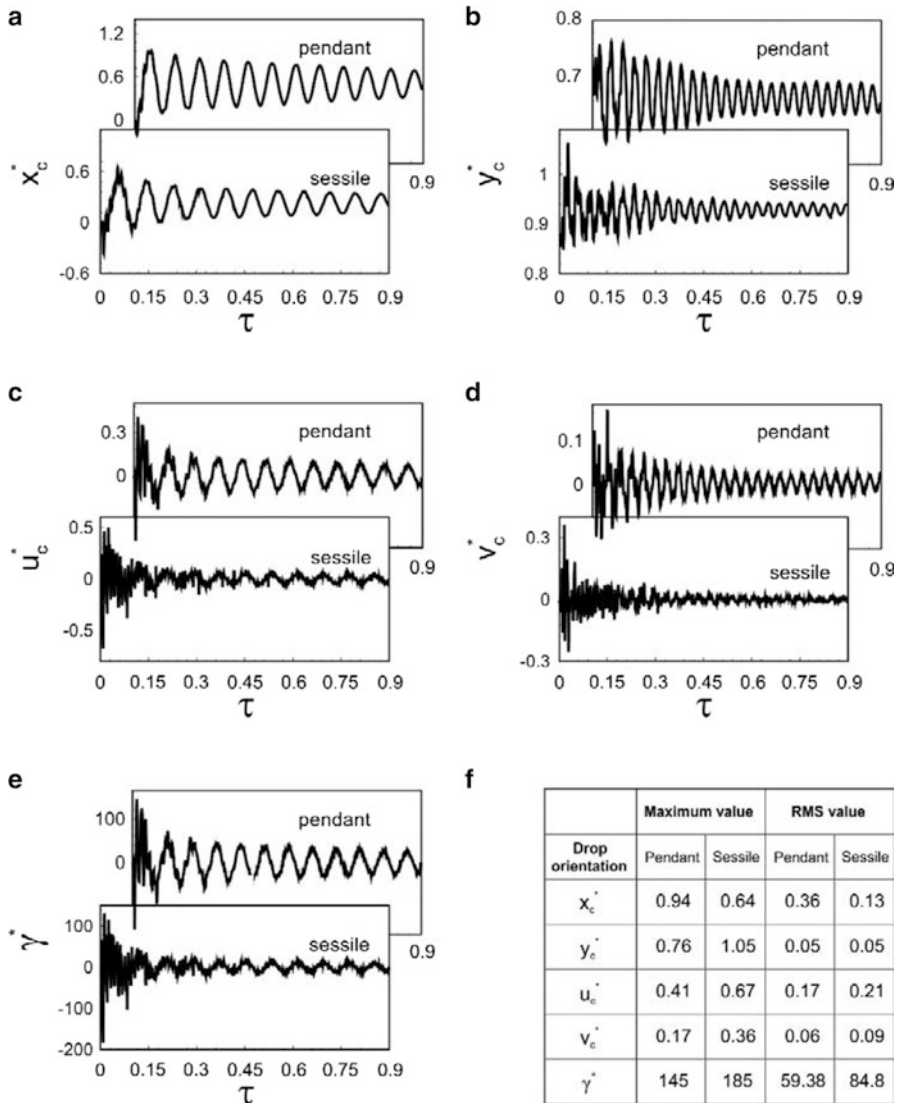 a
1.2
0.6
0
pendant
0.6
0
-0.6
x*c
sessile
0.9
0 0.15 0.3 0.45 0.6 0.75 0.9
τ
b
0.8
0.7
pendant
1
0.9
0.8
y*c
sessile
0.9
0 0.15 0.3 0.45 0.6 0.75 0.9
τ
c
0.3
0
pendant
0.5
0
-0.5
u*c
sessile
0.9
0 0.15 0.3 0.45 0.6 0.75 0.9
τ
d
0.1
0
pendant
0.3
0
-0.3
v*c
sessile
0.9
0 0.15 0.3 0.45 0.6 0.75 0.9
τ
e
100
0
pendant
100
0
-100
-200
γ*
sessile
0.9
0 0.15 0.3 0.45 0.6 0.75 0.9
τ
f
Maximum value RMS value
Drop orientation Pendant Sessile Pendant Sessile
x*c 0.94 0.64 0.36 0.13
y*c 0.76 1.05 0.05 0.05
u*c 0.41 0.67 0.17 0.21
v*c 0.17 0.36 0.06 0.09
γ* 145 185 59.38 84.8